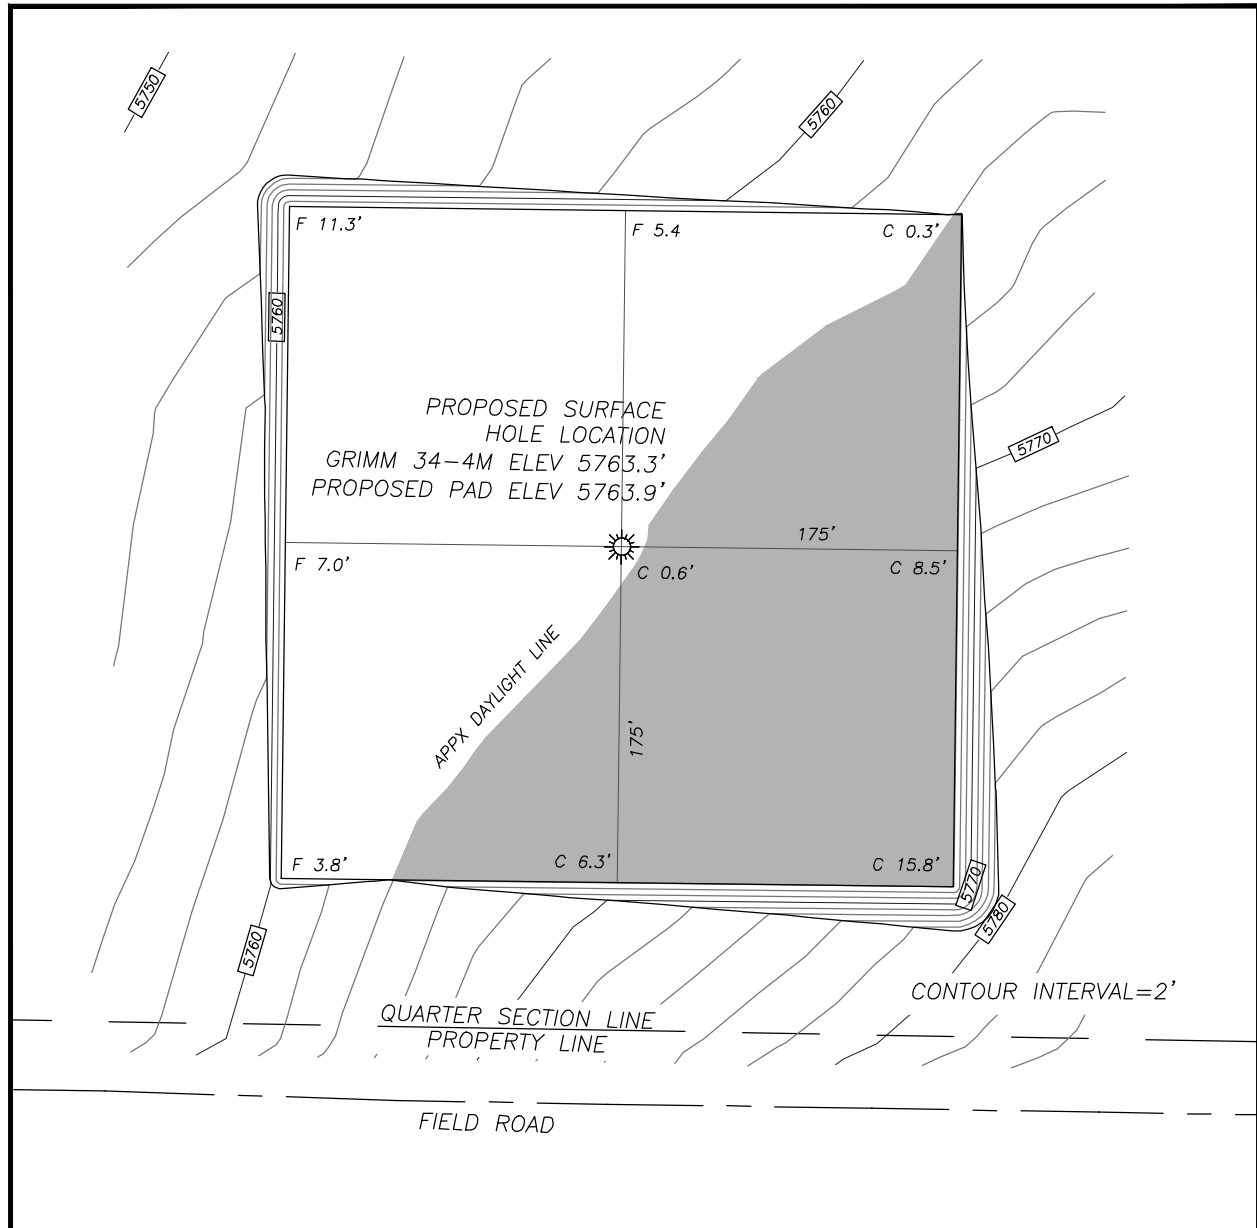 5750
5760
F 11.3'
F 5.4
C 0.3'
5760
PROPOSED SURFACE
HOLE LOCATION
GRIMM 34-4M ELEV 5763.3'
PROPOSED PAD ELEV 5763.9'
5770
175'
F 7.0'
C 0.6'
C 8.5'
APPX DAYLIGHT LINE
175'
F 3.8'
C 6.3'
C 15.8'
5770
5780
5760
CONTOUR INTERVAL=2'
QUARTER SECTION LINE
PROPERTY LINE
FIELD ROAD